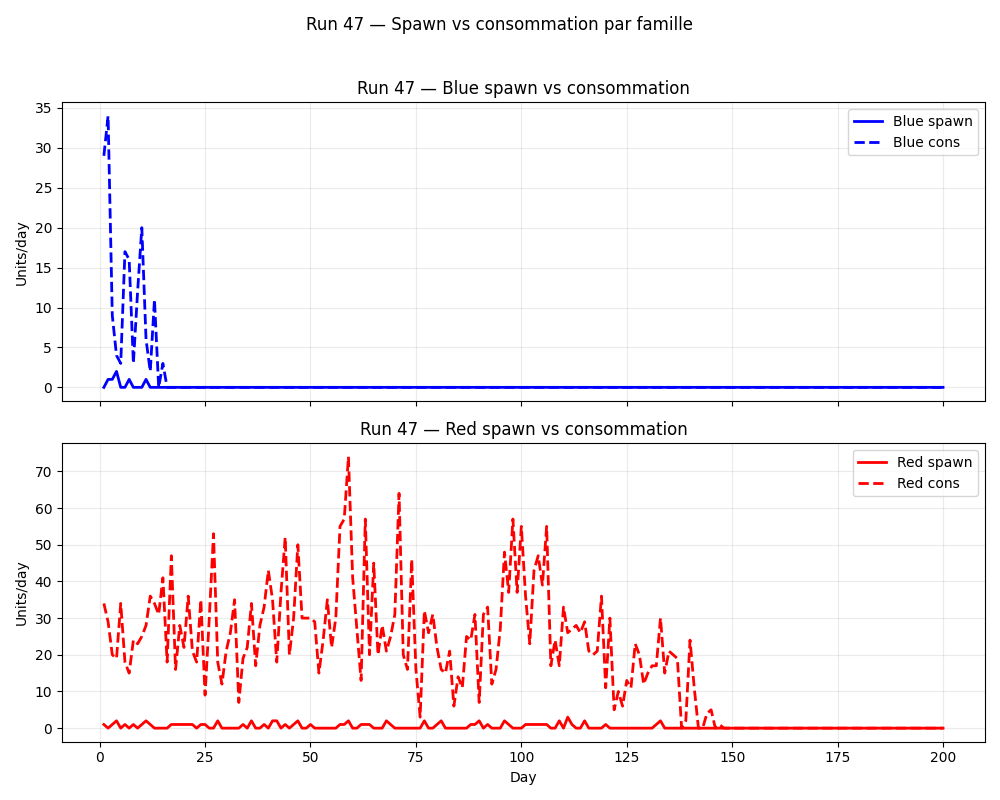 Run 47 — Spawn vs consommation par famille
Run 47 — Blue spawn vs consommation
35
30
25
20
15
10
5
0
Units/day
Blue spawn
Blue cons
Run 47 — Red spawn vs consommation
70
60
50
40
30
20
10
0
Units/day
Red spawn
Red cons
0 25 50 75 100 125 150 175 200
Day